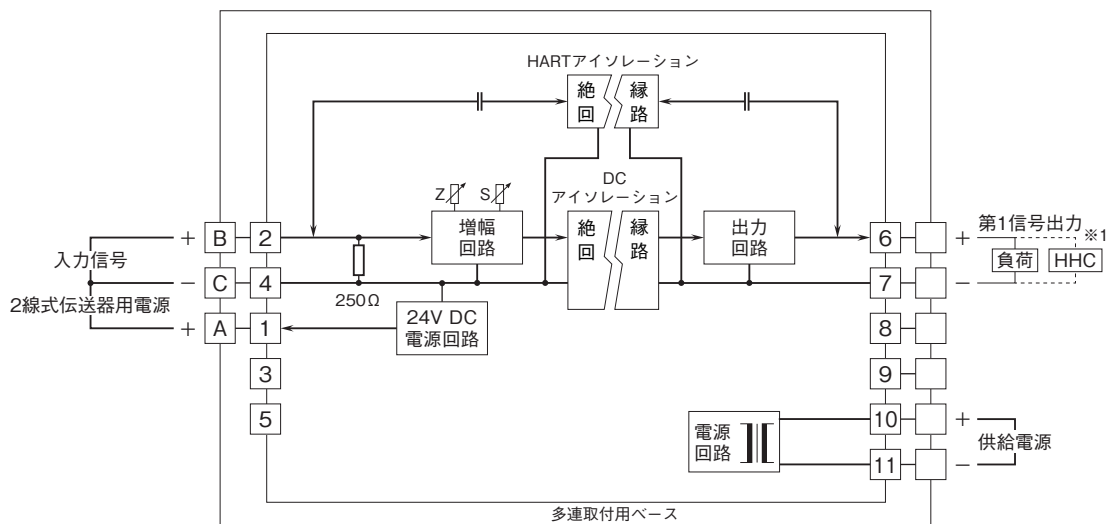 HARTアイソレーション
絶 縁
回 路
DC
アイソレーション
Z S
増幅
回路
絶 縁
回 路
出力
回路
+ B 2
入力信号
− C 4
250Ω
2線式伝送器用電源
+ A 1
24V DC
電源回路
3
5
6 +
第1信号出力
※1
負荷 HHC
7 −
8
9
10 +
電源
回路
供給電源
11 −
多連取付用ベース